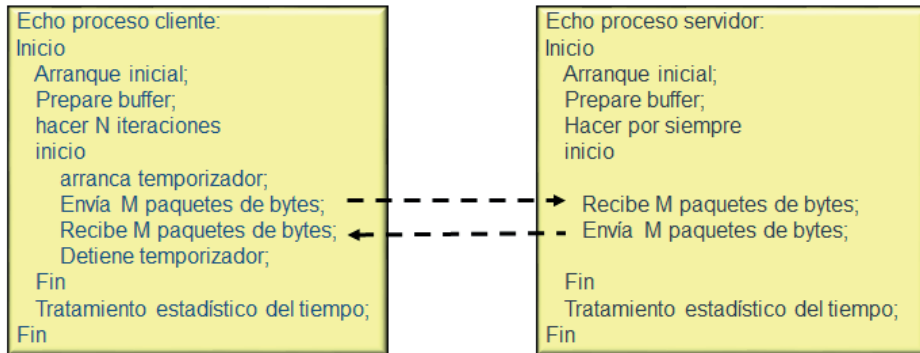 Echo proceso cliente:
Inicio
Arranque inicial;
Prepare buffer;
hacer N iteraciones
inicio
arranca temporizador;
Envía M paquetes de bytes;
Recibe M paquetes de bytes;
Detiene temporizador;
Fin
Tratamiento estadístico del tiempo;
Fin
Echo proceso servidor:
Inicio
Arranque inicial;
Prepare buffer;
Hacer por siempre
inicio
Recibe M paquetes de bytes;
Envía M paquetes de bytes;
Fin
Tratamiento estadístico del tiempo;
Fin